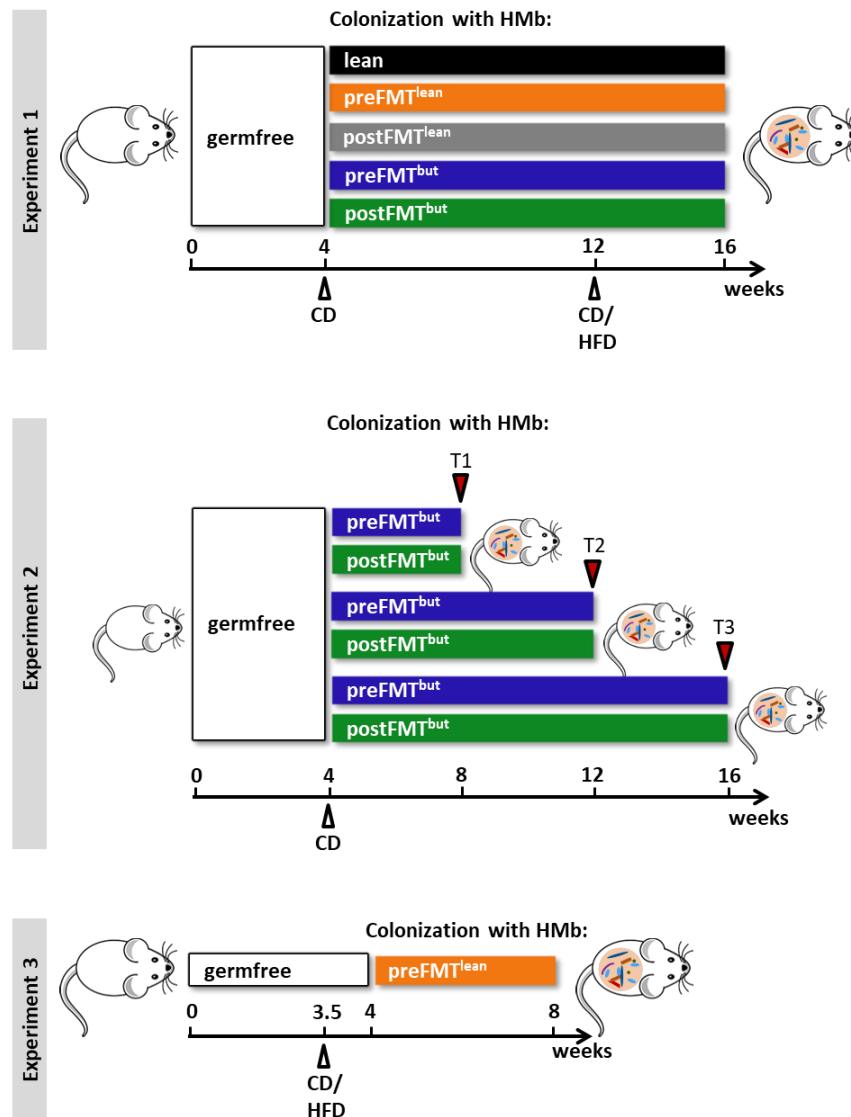 Experiment 1
Colonization with HMb:
germfree
lean
preFMTlean
postFMTlean
preFMTbut
postFMTbut
0 4 12 16
weeks
CD
CD/
HFD
Experiment 2
Colonization with HMb:
T1
T2
T3
germfree
preFMTbut
postFMTbut
preFMTbut
postFMTbut
preFMTbut
postFMTbut
0 4 8 12 16
weeks
CD
Experiment 3
Colonization with HMb:
germfree
preFMTlean
0 3.5 4 8
weeks
CD/
HFD